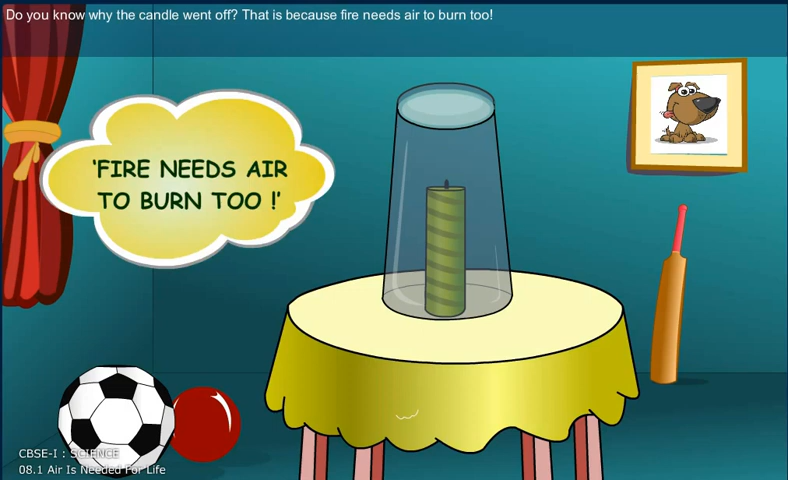 Do you know why the candle went off? That is because fire needs air to burn too!
'FIRE NEEDS AIR
TO BURN TOO !'
CBSE-I : SCIENCE
08.1 Air Is Needed For Life